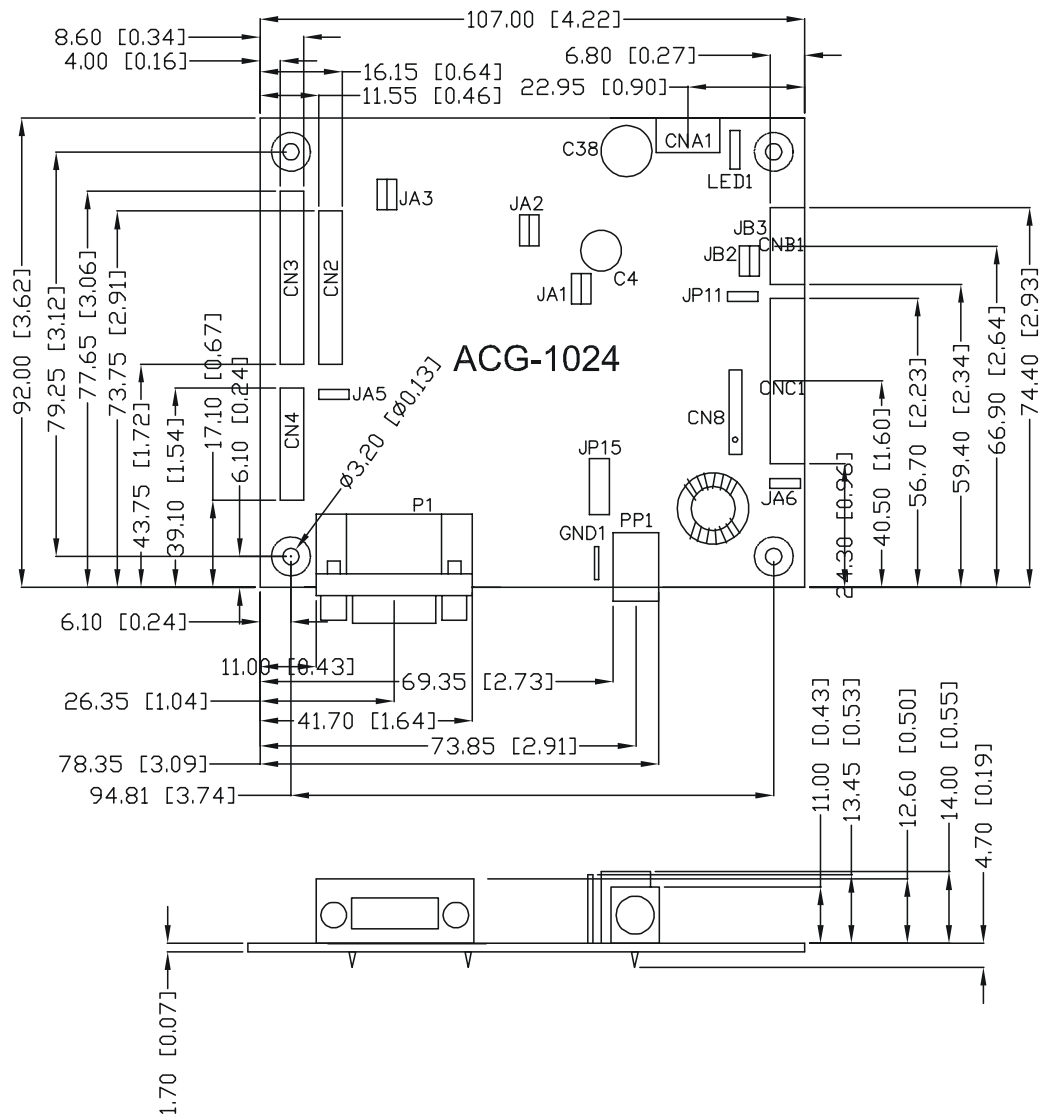 107.00 [4.22]
8.60 [0.34]
4.00 [0.16]
6.80 [0.27]
16.15 [0.64]
11.55 [0.46]
22.95 [0.90]
C38
CNA1
LED1
JA3
JA2
JB3
CNB1
JB2
C4
JA1
JP11
CN3
CN2
ACG-1024
JA5
CNC1
CN8
CN4
JP15
JA6
P1
PP1
GND1
92.00 [3.62]
79.25 [3.12]
77.65 [3.06]
73.75 [2.91]
43.75 [1.72]
39.10 [1.54]
17.10 [0.67]
6.10 [0.24]
ø3.20 [ø0.13]
24.30 [0.96]
40.50 [1.60]
56.70 [2.23]
59.40 [2.34]
66.90 [2.64]
74.40 [2.93]
6.10 [0.24]
11.00 [0.43]
69.35 [2.73]
26.35 [1.04]
41.70 [1.64]
73.85 [2.91]
78.35 [3.09]
94.81 [3.74]
11.00 [0.43]
13.45 [0.53]
12.60 [0.50]
14.00 [0.55]
4.70 [0.19]
1.70 [0.07]